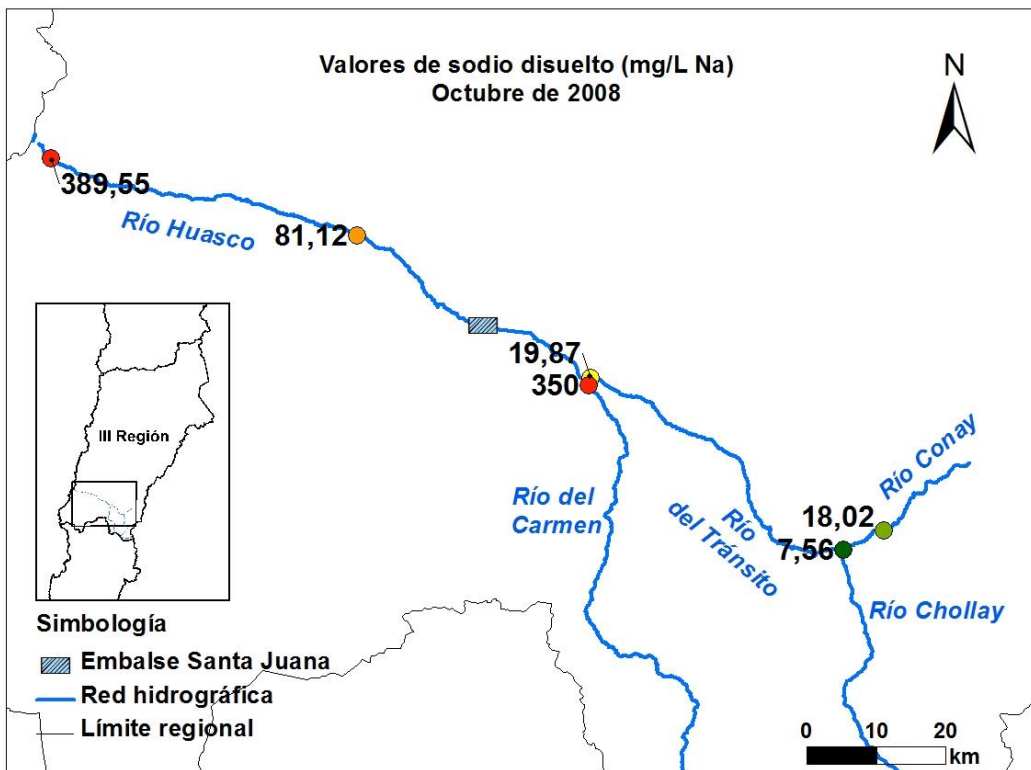 Valores de sodio disuelto (mg/L Na)
Octubre de 2008
N
389,55
Río Huasco
81,12
19,87
350
III Región
Río del
Carmen
Río
del Tránsito
Río Conay
18,02
7,56
Río Chollay
Simbología
Embalse Santa Juana
Red hidrográfica
Límite regional
0 10 20
km